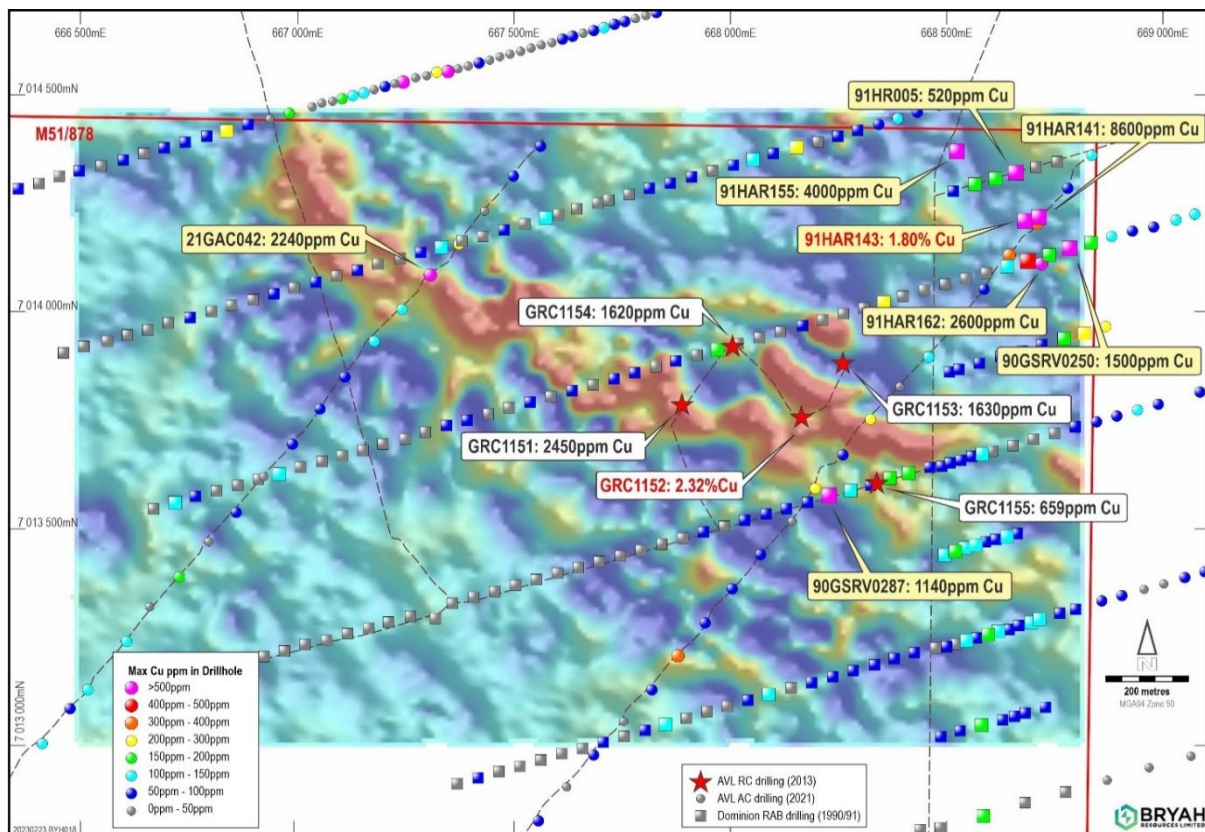 666 500mE
667 000mE
667 500mE
668 000mE
668 500mE
669 000mE
7 014 500mN
M51/878
91HR005: 520ppm Cu
91HAR141: 8600ppm Cu
91HAR155: 4000ppm Cu
21GAC042: 2240ppm Cu
91HAR143: 1.80% Cu
7 014 000mN
GRC1154: 1620ppm Cu
91HAR162: 2600ppm Cu
90GSRV0250: 1500ppm Cu
GRC1153: 1630ppm Cu
GRC1151: 2450ppm Cu
GRC1152: 2.32%Cu
GRC1155: 659ppm Cu
7 013 500mN
90GSRV0287: 1140ppm Cu
7 013 000mN
Max Cu ppm in Drillhole
>500ppm
400ppm - 500ppm
300ppm - 400ppm
200ppm - 300ppm
150ppm - 200ppm
100ppm - 150ppm
50ppm - 100ppm
0ppm - 50ppm
N
200 metres
MGA94 Zone 50
AVL RC drilling (2013)
AVL AC drilling (2021)
Dominion RAB drilling (1990/91)
20230223 BYH018
BRYAH
RESOURCES LIMITED